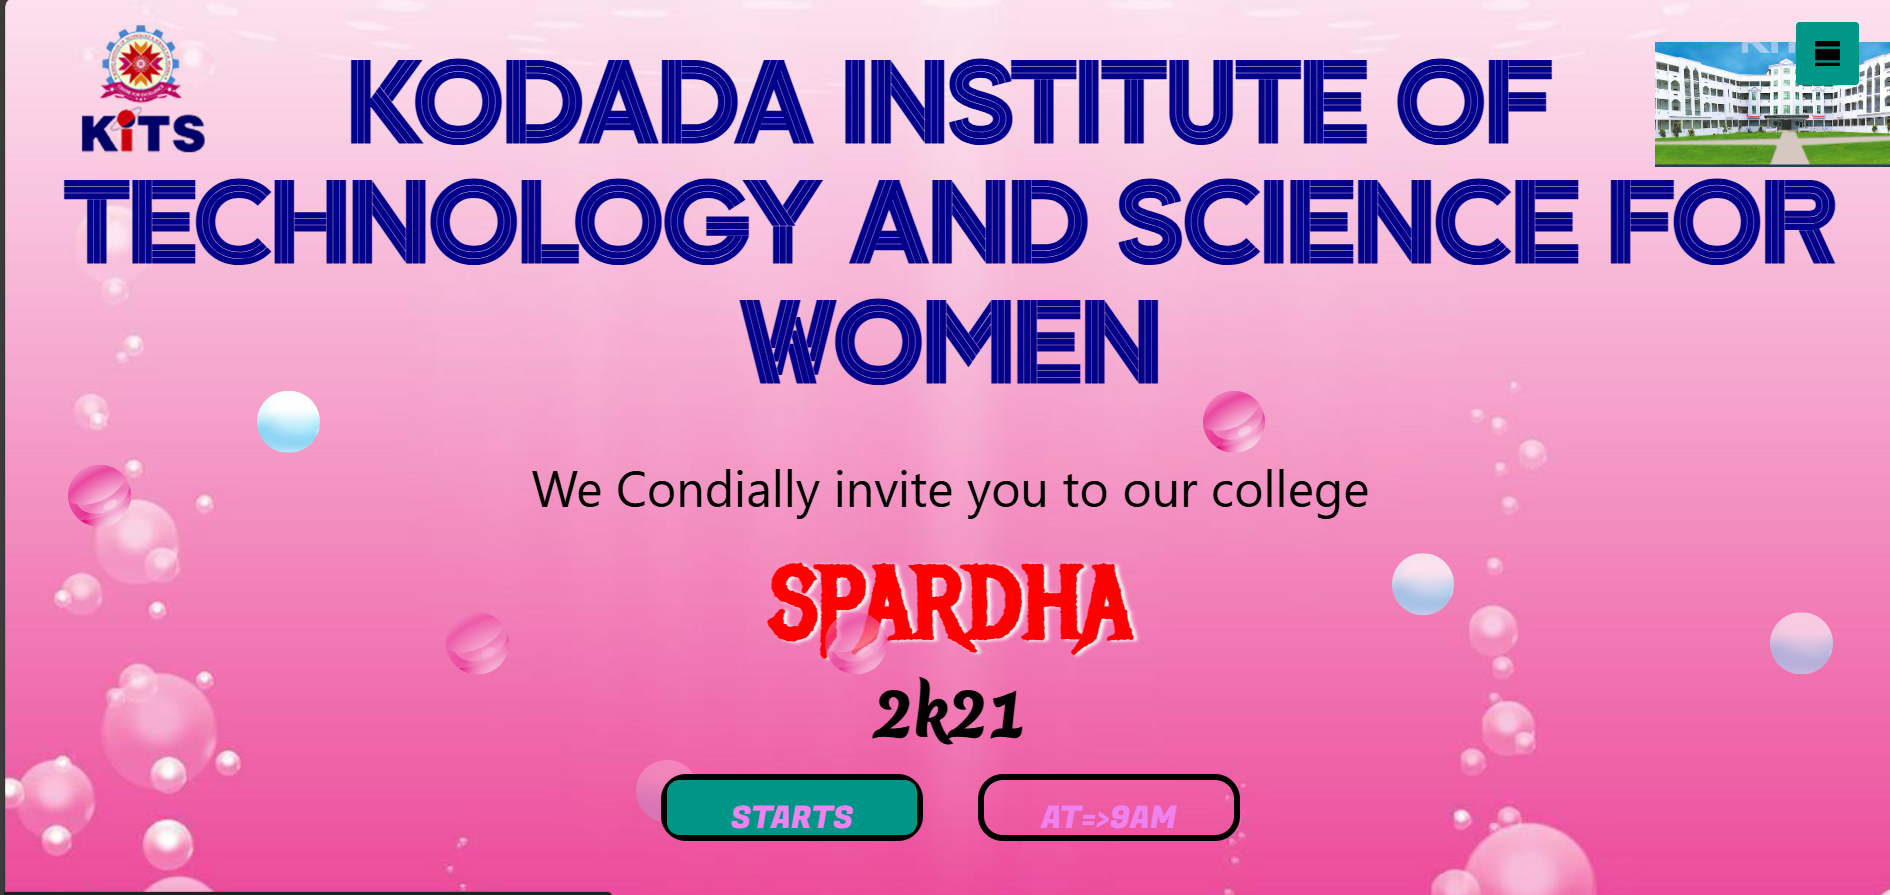 KiTS
KODADA INSTITUTE OF
TECHNOLOGY AND SCIENCE FOR
WOMEN
We Condially invite you to our college
SPARDHA
2k21
STARTS
AT=>9AM